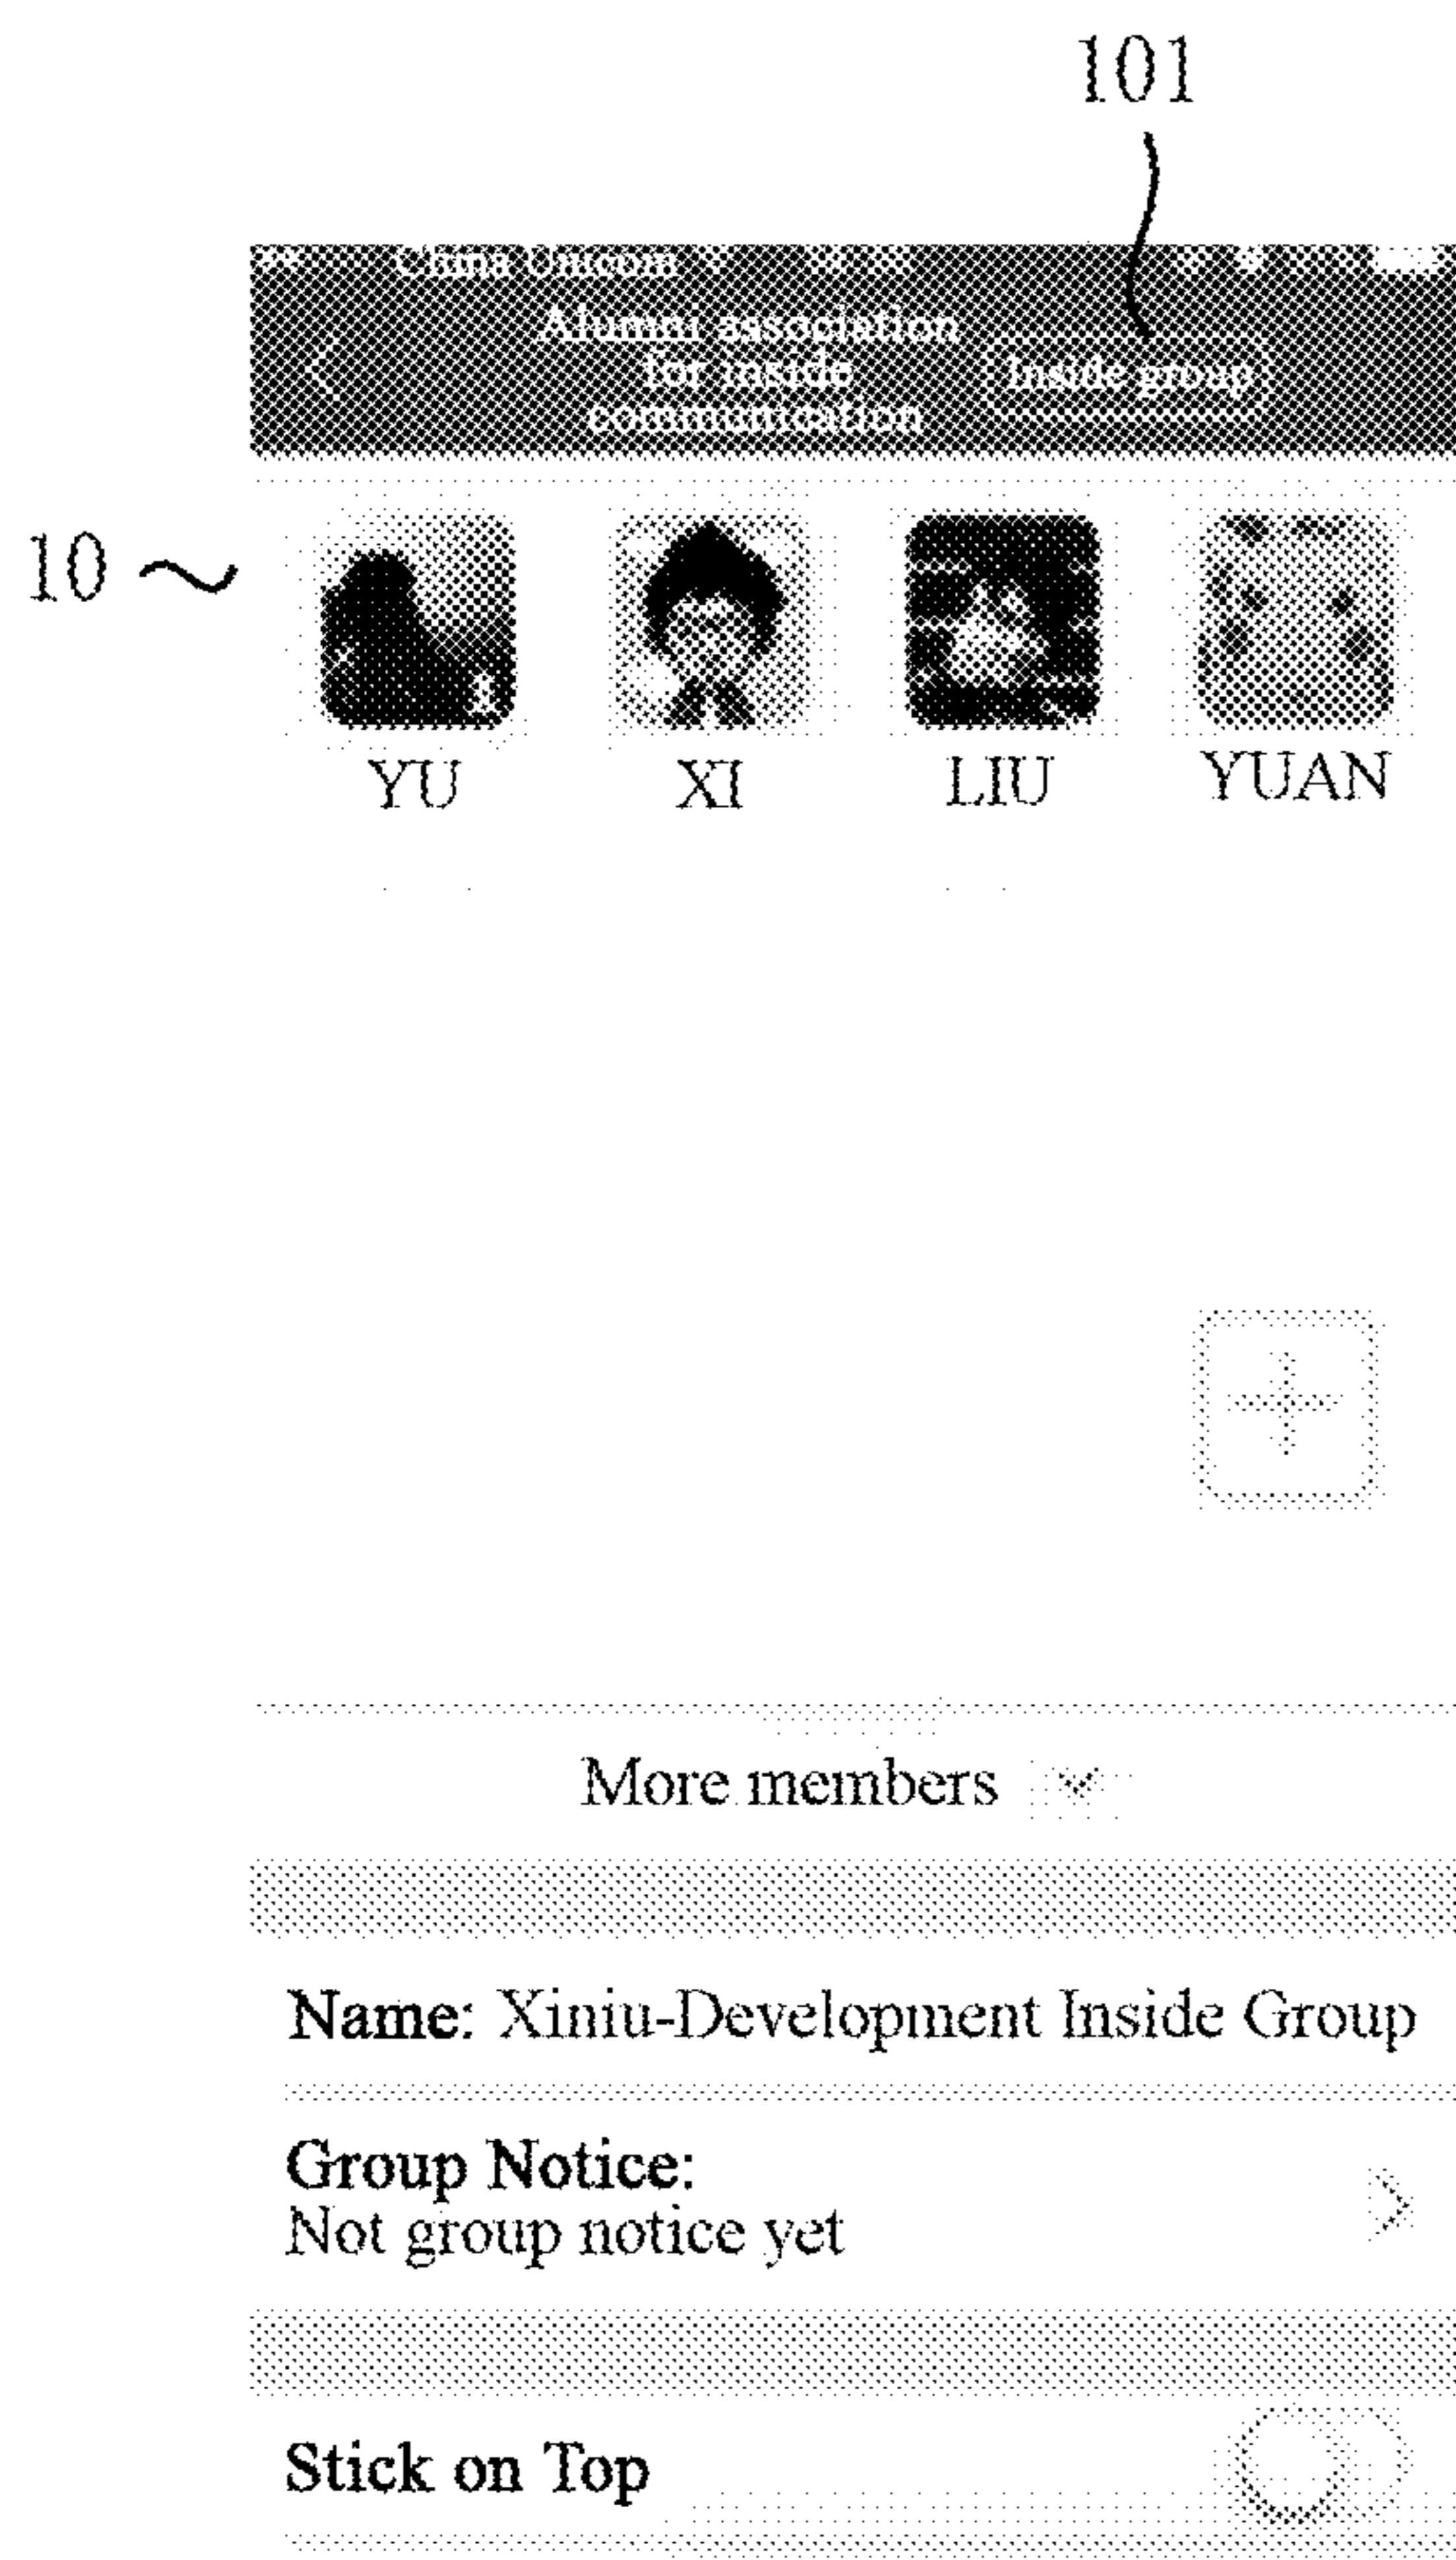 101
China Unicom
Alumni association
for inside
communication
Inside group
10
YU XI LIU YUAN
More members
Name: Xiniu-Development Inside Group
Group Notice:
Not group notice yet
Stick on Top